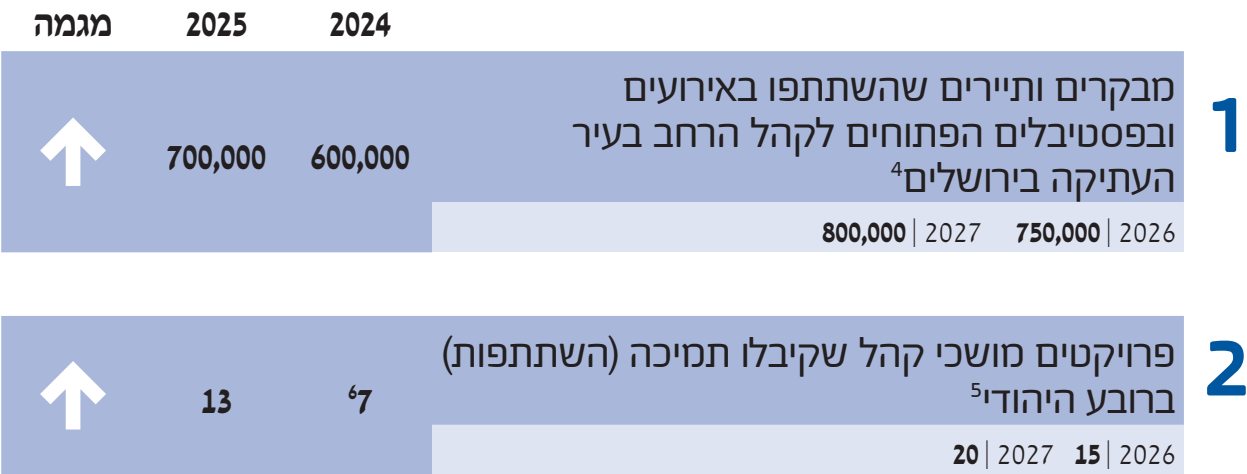 2024 2025 מגמה
1
מבקרים ותיירים שהשתתפו באירועים
ובפסטיבלים הפתוחים לקהל הרחב בעיר
העתיקה בירושלים⁴
600,000 700,000
2026 | 750,000 2027 | 800,000
2
פרויקטים מושכי קהל שקיבלו תמיכה (השתתפות)
ברובע היהודי⁵
7⁶ 13
2026 | 15 2027 | 20